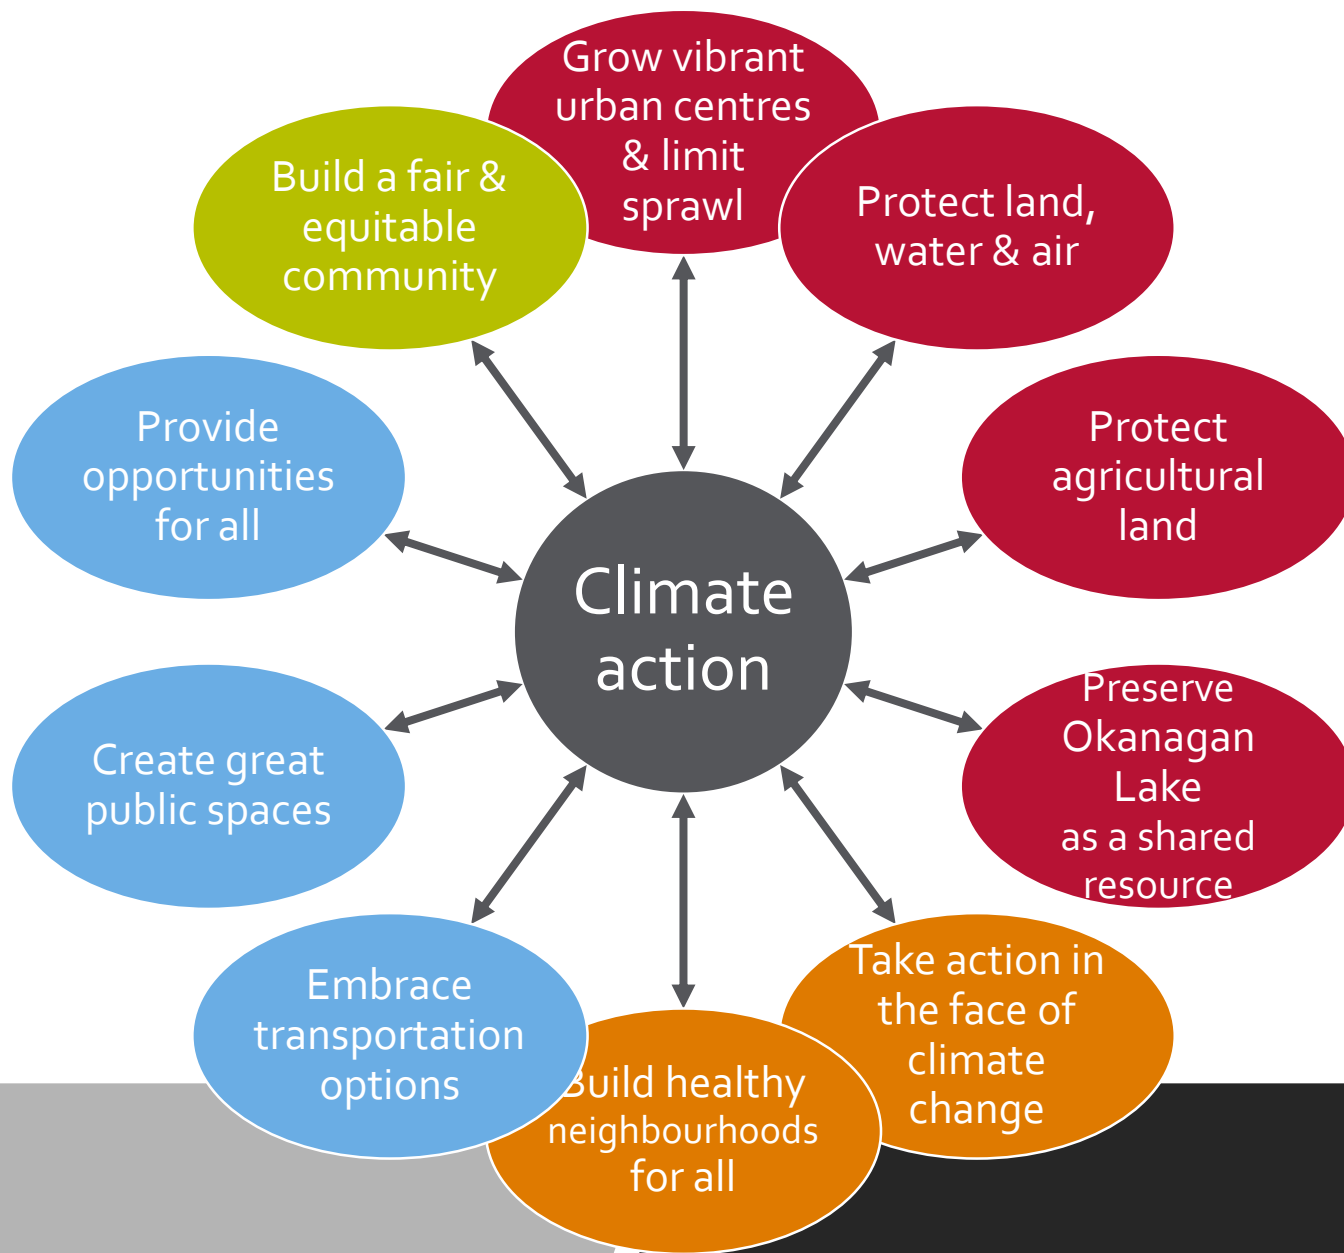 Grow vibrant
urban centres
& limit
sprawl
Protect land,
water & air
Protect
agricultural
land
Preserve
Okanagan
Lake
as a shared
resource
Take action in
the face of
climate
change
Build healthy
neighbourhoods
for all
Embrace
transportation
options
Create great
public spaces
Provide
opportunities
for all
Build a fair &
equitable
community
Climate
action